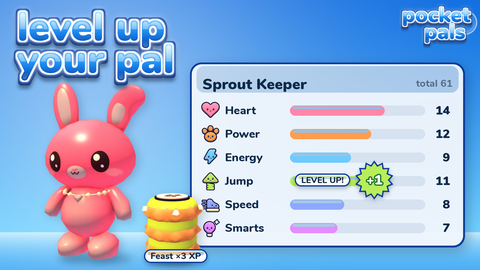 level up
your pal
pocket
pals
Sprout Keeper
total 61
Heart
14
Power
12
Energy
9
Jump
LEVEL UP!
+1
11
Speed
8
Smarts
7
Feast ×3 XP